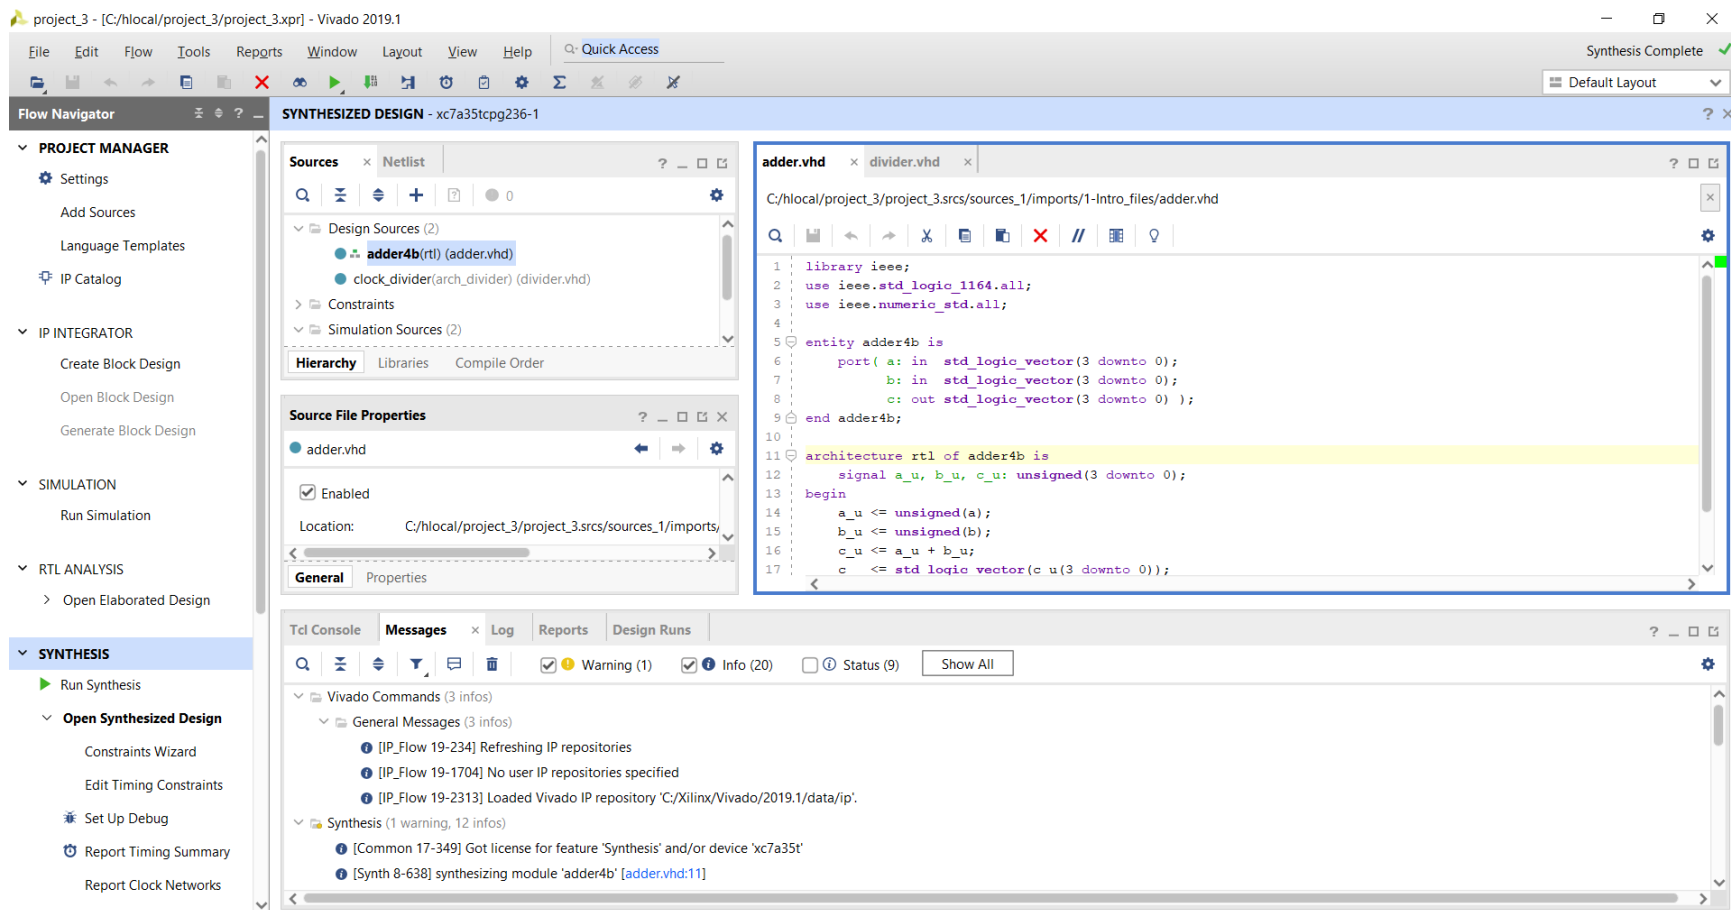 project_3 - [C:/hlocal/project_3/project_3.xpr] - Vivado 2019.1
File Edit Flow Tools Reports Window Layout View Help Quick Access
Synthesis Complete
Default Layout
Flow Navigator
PROJECT MANAGER
Settings
Add Sources
Language Templates
IP Catalog
IP INTEGRATOR
Create Block Design
Open Block Design
Generate Block Design
SIMULATION
Run Simulation
RTL ANALYSIS
Open Elaborated Design
SYNTHESIS
Run Synthesis
Open Synthesized Design
Constraints Wizard
Edit Timing Constraints
Set Up Debug
Report Timing Summary
Report Clock Networks
SYNTHESIZED DESIGN - xc7a35tcpg236-1
Sources Netlist
0
Design Sources (2)
adder4b(rtl) (adder.vhd)
clock_divider(arch_divider) (divider.vhd)
Constraints
Simulation Sources (2)
Hierarchy Libraries Compile Order
Source File Properties
adder.vhd
Enabled
Location: C:/hlocal/project_3/project_3.srcs/sources_1/imports/
General Properties
adder.vhd divider.vhd
C:/hlocal/project_3/project_3.srcs/sources_1/imports/1-Intro_files/adder.vhd
1 library ieee;
2 use ieee.std_logic_1164.all;
3 use ieee.numeric_std.all;
4
5 entity adder4b is
6 port( a: in std_logic_vector(3 downto 0);
7 b: in std_logic_vector(3 downto 0);
8 c: out std_logic_vector(3 downto 0) );
9 end adder4b;
10
11 architecture rtl of adder4b is
12 signal a_u, b_u, c_u: unsigned(3 downto 0);
13 begin
14 a_u <= unsigned(a);
15 b_u <= unsigned(b);
16 c_u <= a_u + b_u;
17 c <= std_logic_vector(c_u(3 downto 0));
Tcl Console Messages Log Reports Design Runs
Warning (1) Info (20) Status (9) Show All
Vivado Commands (3 infos)
General Messages (3 infos)
[IP_Flow 19-234] Refreshing IP repositories
[IP_Flow 19-1704] No user IP repositories specified
[IP_Flow 19-2313] Loaded Vivado IP repository 'C:/Xilinx/Vivado/2019.1/data/ip'.
Synthesis (1 warning, 12 infos)
[Common 17-349] Got license for feature 'Synthesis' and/or device 'xc7a35t'
[Synth 8-638] synthesizing module 'adder4b' [adder.vhd:11]